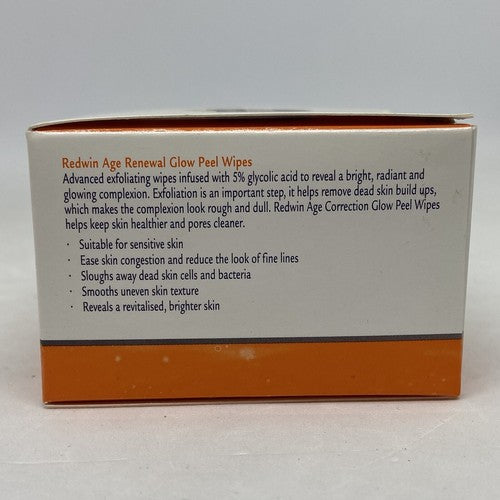 Redwin Age Renewal Glow Peel Wipes
Advanced exfoliating wipes infused with 5% glycolic acid to reveal a bright, radiant and
glowing complexion. Exfoliation is an important step, it helps remove dead skin build ups,
which makes the complexion look rough and dull. Redwin Age Correction Glow Peel Wipes
helps keep skin healthier and pores cleaner.
· Suitable for sensitive skin
· Ease skin congestion and reduce the look of fine lines
· Sloughs away dead skin cells and bacteria
· Smooths uneven skin texture
· Reveals a revitalised, brighter skin